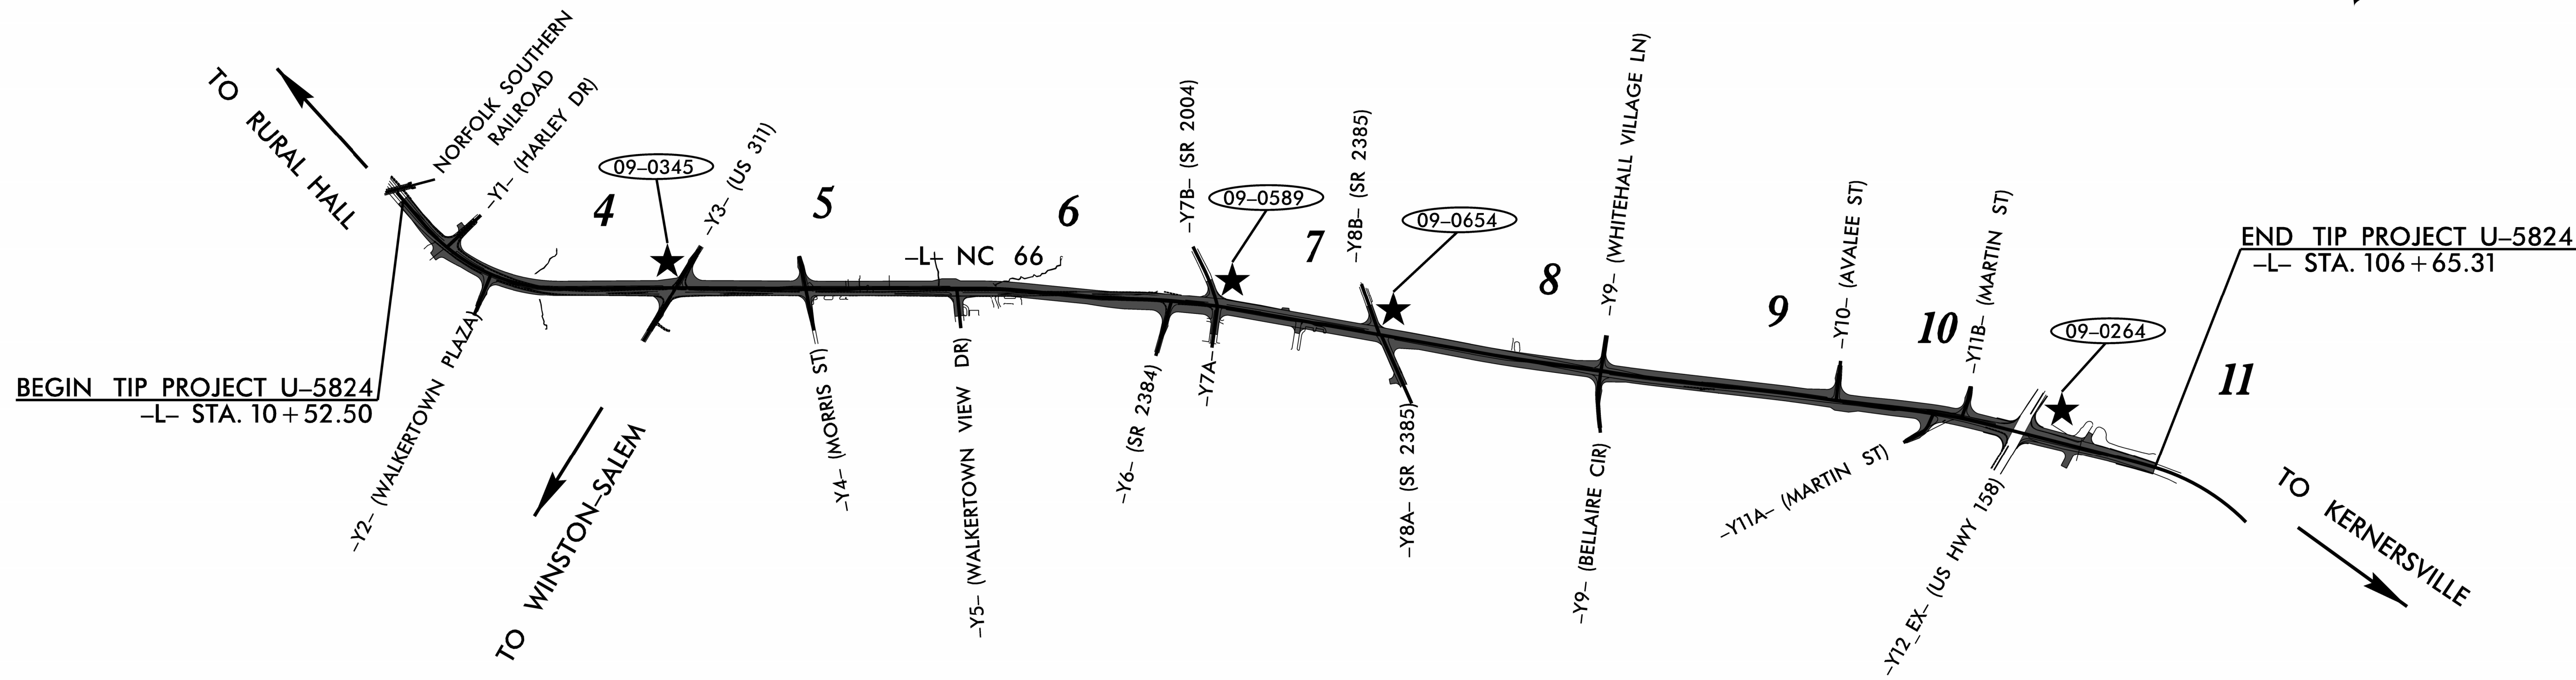 TO RURAL HALL
NORFOLK SOUTHERN
RAILROAD
–Y1– (HARLEY DR)
09–0345
4
–Y3– (US 311)
5
–L– NC 66
6
–Y7B– (SR 2004)
09–0589
7
–Y8B– (SR 2385)
09–0654
8
–Y9– (WHITEHALL VILLAGE LN)
9
–Y10– (AVALEE ST)
10
–Y11B– (MARTIN ST)
09–0264
11
END TIP PROJECT U–5824
–L– STA. 106+65.31
BEGIN TIP PROJECT U–5824
–L– STA. 10+52.50
–Y2– (WALKERTOWN PLAZA)
TO WINSTON–SALEM
–Y4– (MORRIS ST)
–Y5– (WALKERTOWN VIEW DR)
–Y6– (SR 2384)
–Y7A–
–Y8A– (SR 2385)
–Y9– (BELLAIRE CIR)
–Y11A– (MARTIN ST)
–Y12_EX– (US HWY 158)
TO KERNERSVILLE